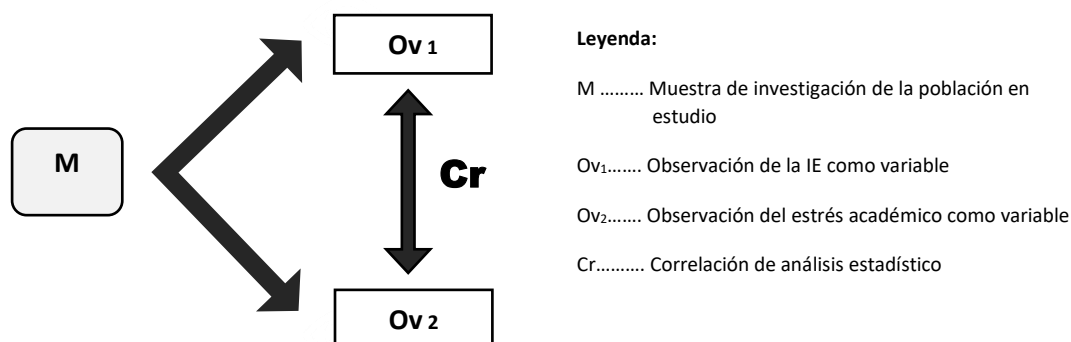 Ov 1
M
Cr
Ov 2
Leyenda:
M ……… Muestra de investigación de la población en
estudio
Ov₁……. Observación de la IE como variable
Ov₂……. Observación del estrés académico como variable
Cr………. Correlación de análisis estadístico